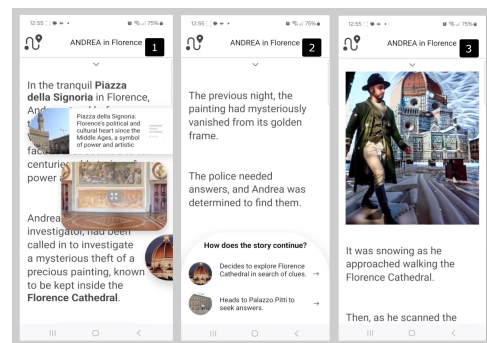 12:55
75%
ANDREA in Florence
1
In the tranquil Piazza
della Signoria in Florence,
Piazza della Signoria:
Florence's political and
cultural heart since the
Middle Ages, a symbol
of power and artistic
centuries
power
Andrea
investigator, had been
called in to investigate
a mysterious theft of a
precious painting, known
to be kept inside the
Florence Cathedral.
12:56
75%
ANDREA in Florence
2
The previous night, the
painting had mysteriously
vanished from its golden
frame.
The police needed
answers, and Andrea was
determined to find them.
How does the story continue?
Decides to explore Florence
Cathedral in search of clues. →
Heads to Palazzo Pitti to
seek answers. →
12:55
75%
ANDREA in Florence
3
It was snowing as he
approached walking the
Florence Cathedral.
Then, as he scanned the